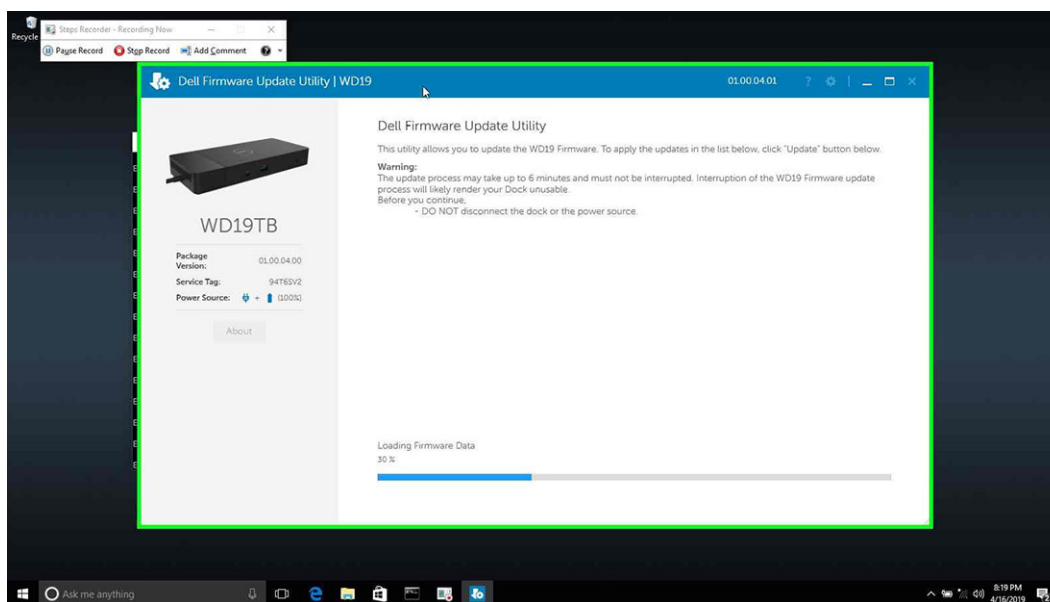 Recycle
Steps Recorder - Recording Now
Pause Record Stop Record Add Comment
Dell Firmware Update Utility | WD19
01.00.04.01
Dell Firmware Update Utility
This utility allows you to update the WD19 Firmware. To apply the updates in the list below, click "Update" button below.
Warning:
The update process may take up to 6 minutes and must not be interrupted. Interruption of the WD19 Firmware update
process will likely render your Dock unusable.
Before you continue,
- DO NOT disconnect the dock or the power source.
WD19TB
Package
Version: 01.00.04.00
Service Tag: 94T6SV2
Power Source: + (100%)
About
Loading Firmware Data
30 %
Ask me anything
8:19 PM
4/16/2019